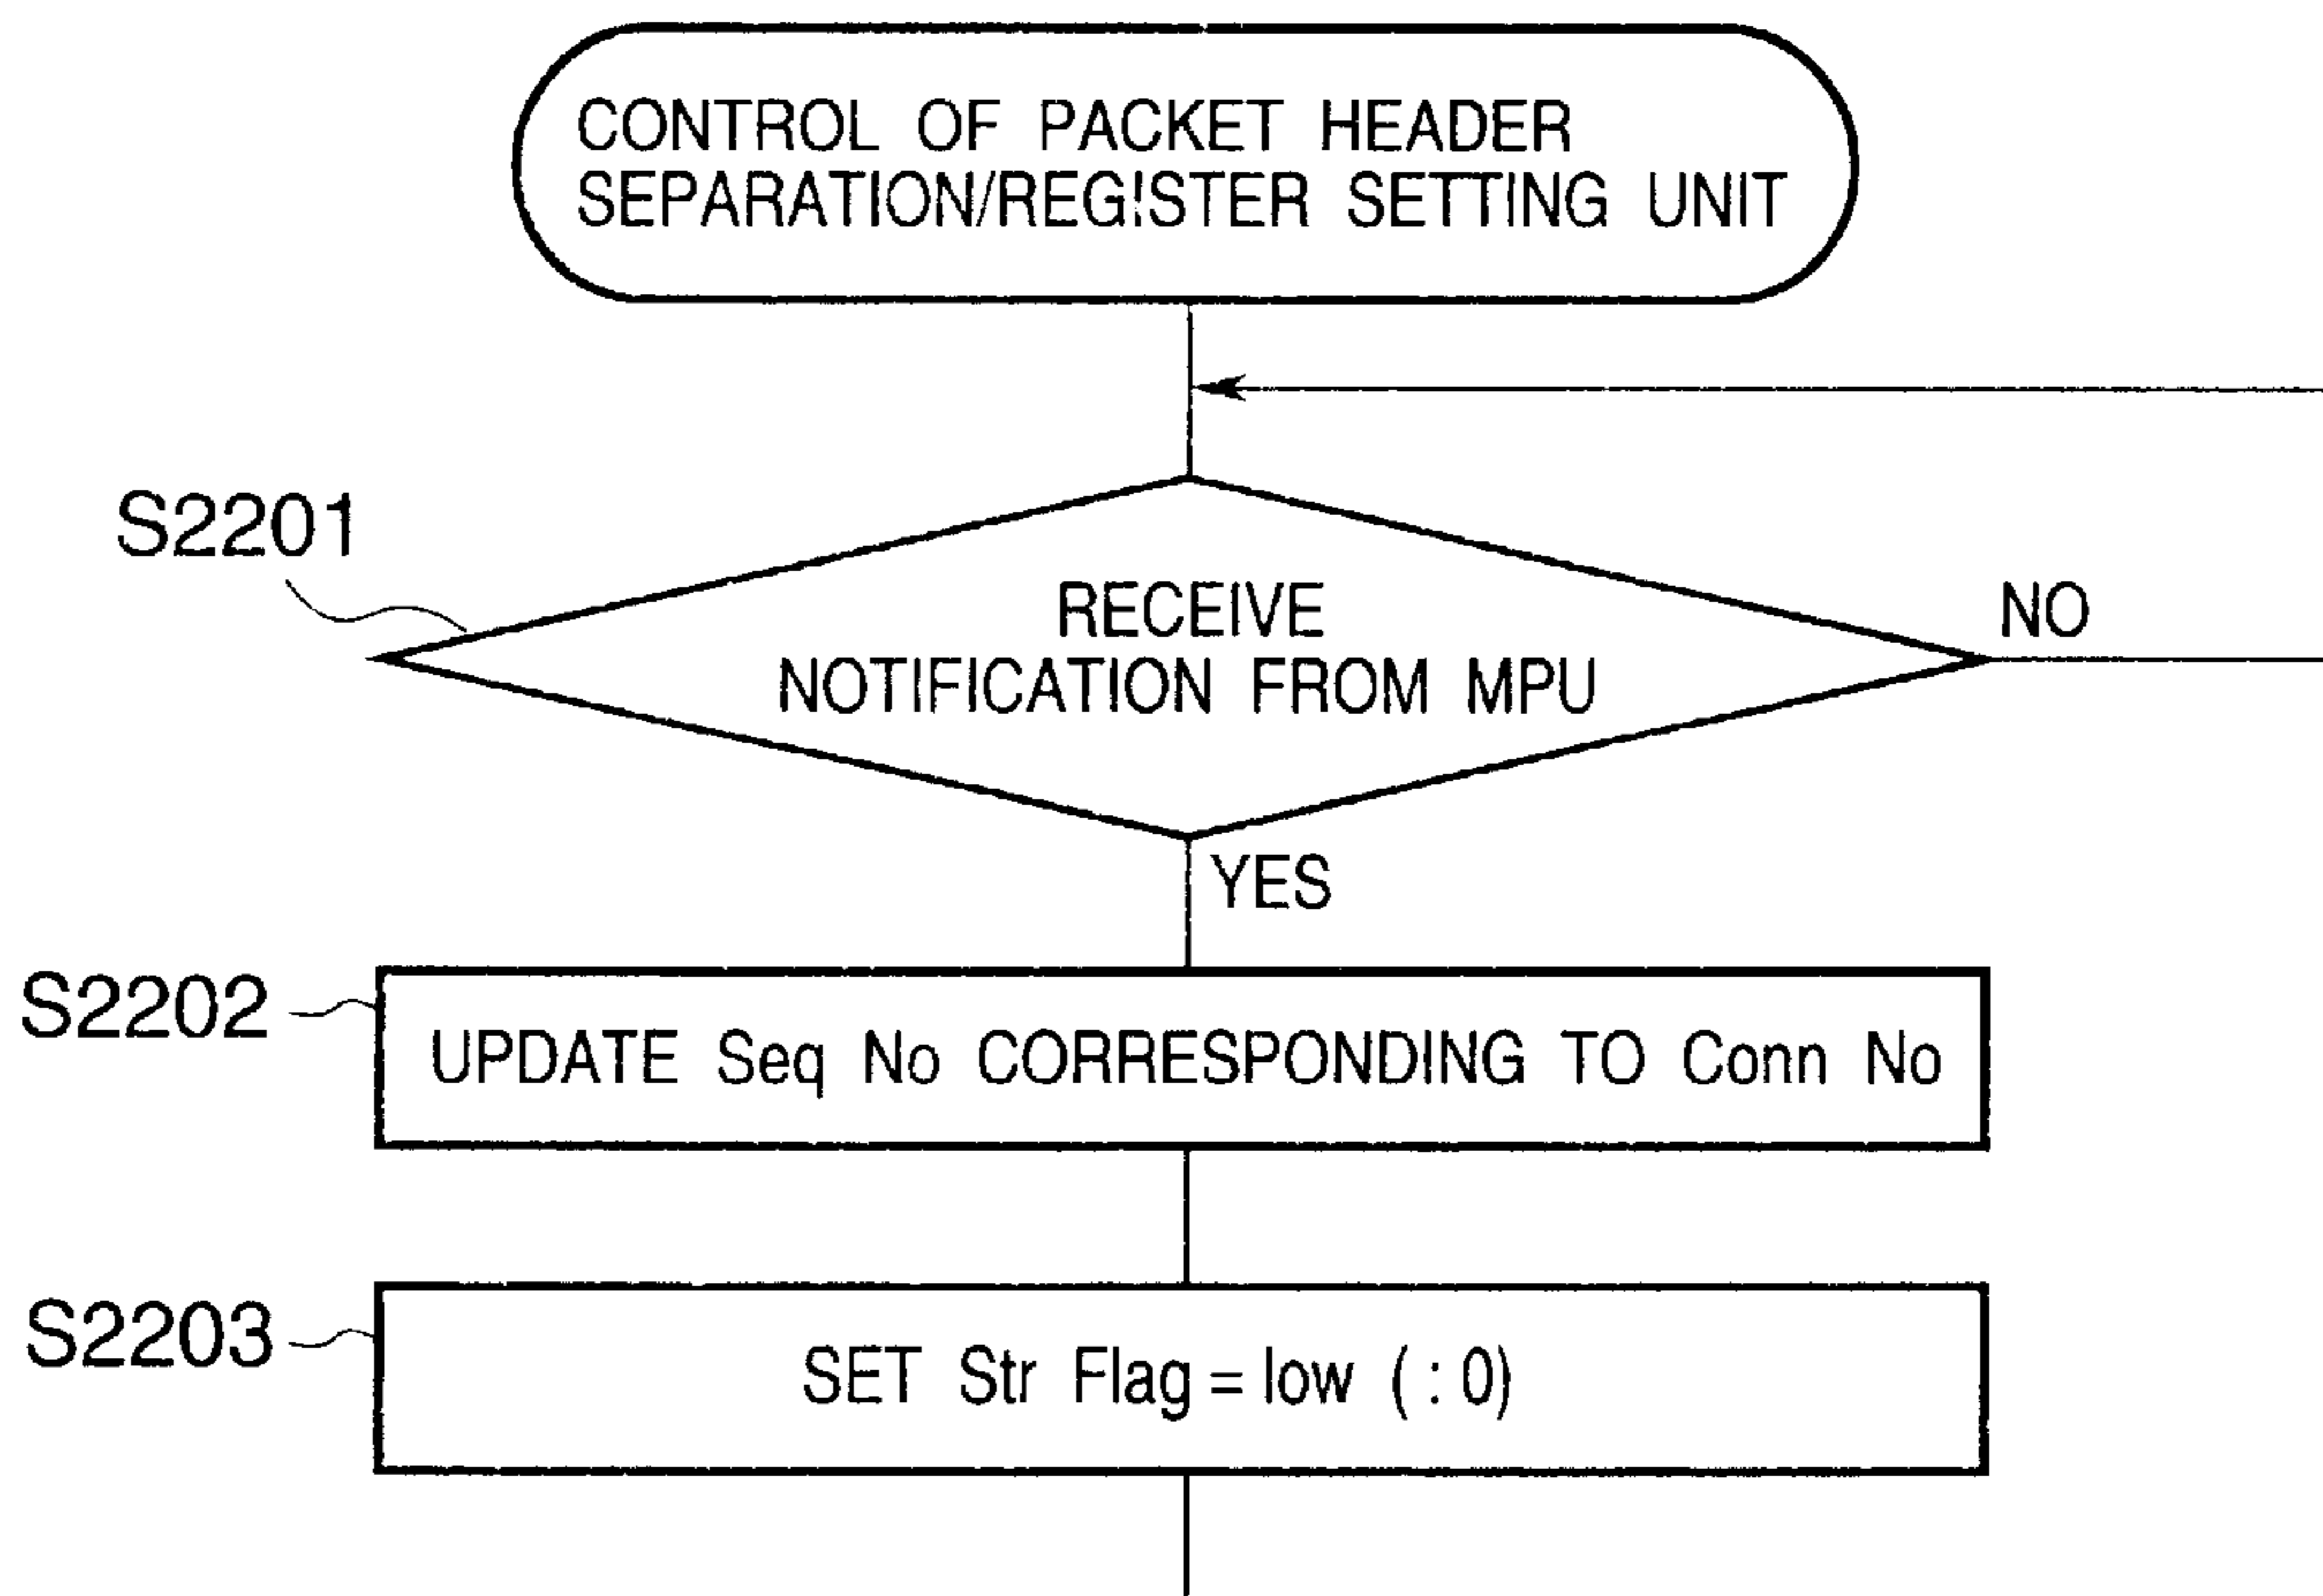 CONTROL OF PACKET HEADER
SEPARATION/REGISTER SETTING UNIT
S2201
RECEIVE
NOTIFICATION FROM MPU
NO
YES
S2202
UPDATE Seq No CORRESPONDING TO Conn No
S2203
SET Str Flag = low ( : 0)